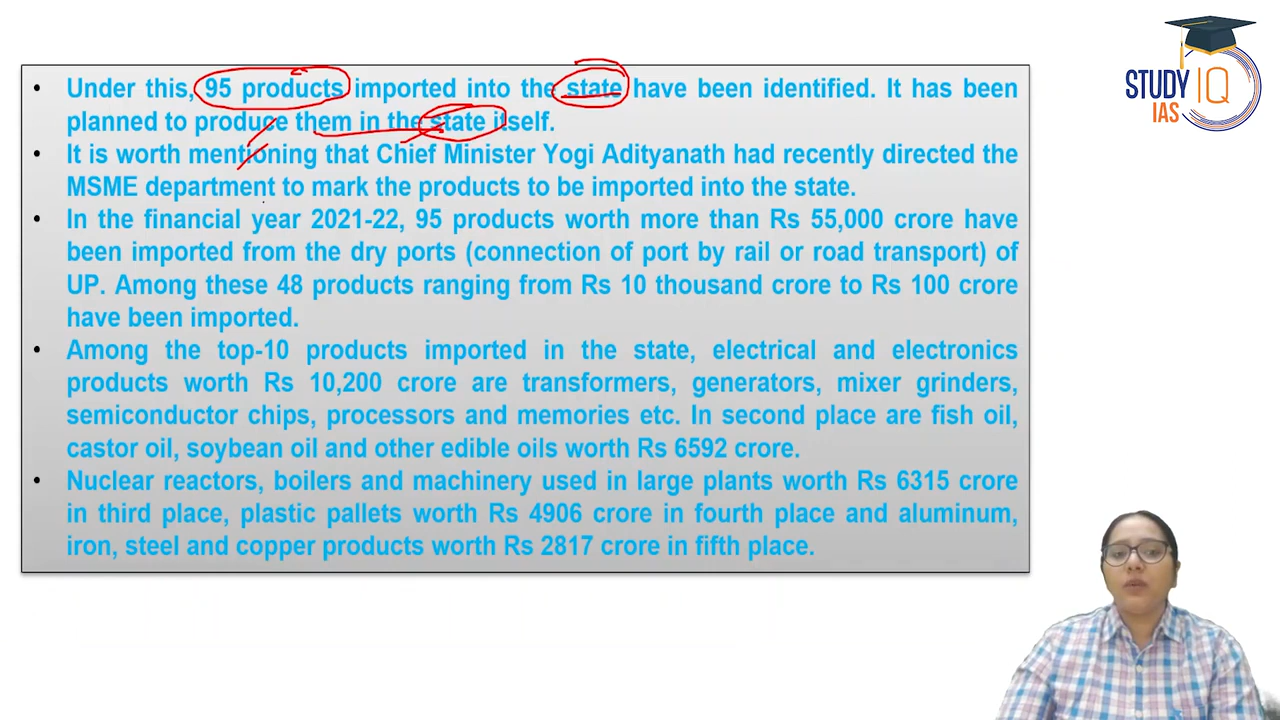 STUDY IQ
IAS
• Under this, 95 products imported into the state have been identified. It has been
planned to produce them in the state itself.
• It is worth mentioning that Chief Minister Yogi Adityanath had recently directed the
MSME department to mark the products to be imported into the state.
• In the financial year 2021-22, 95 products worth more than Rs 55,000 crore have
been imported from the dry ports (connection of port by rail or road transport) of
UP. Among these 48 products ranging from Rs 10 thousand crore to Rs 100 crore
have been imported.
• Among the top-10 products imported in the state, electrical and electronics
products worth Rs 10,200 crore are transformers, generators, mixer grinders,
semiconductor chips, processors and memories etc. In second place are fish oil,
castor oil, soybean oil and other edible oils worth Rs 6592 crore.
• Nuclear reactors, boilers and machinery used in large plants worth Rs 6315 crore
in third place, plastic pallets worth Rs 4906 crore in fourth place and aluminum,
iron, steel and copper products worth Rs 2817 crore in fifth place.